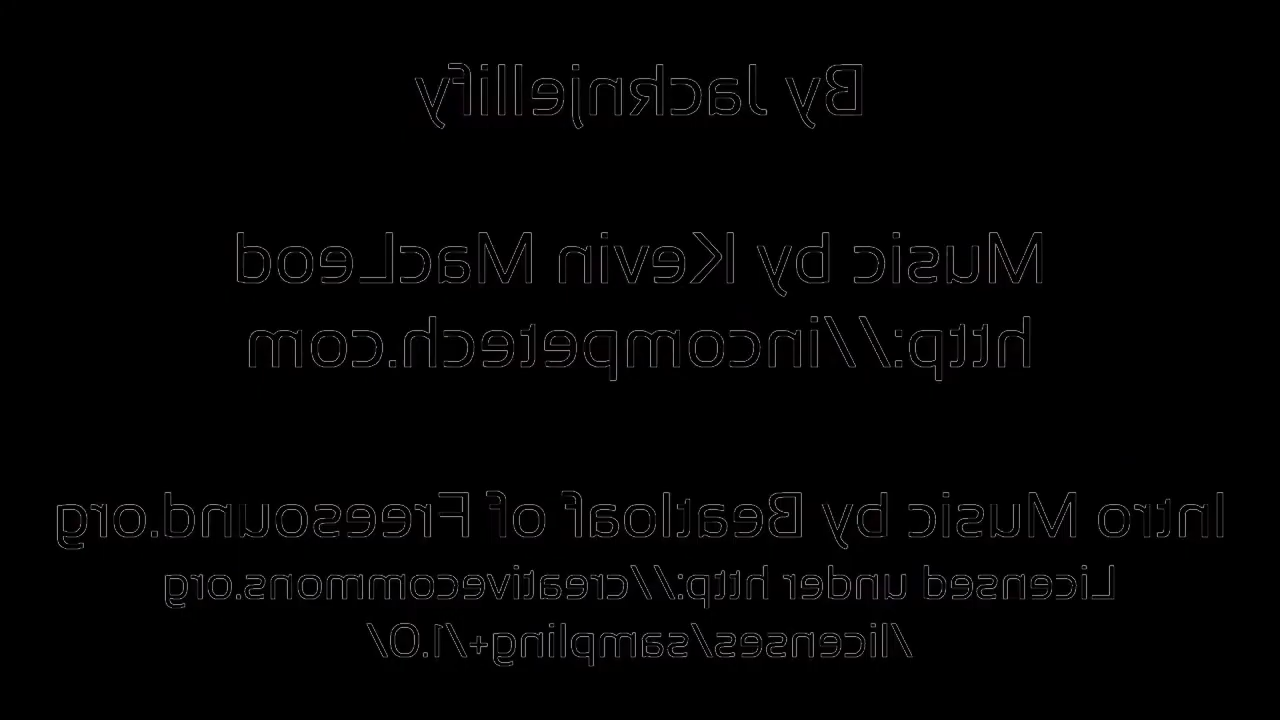 By Jacknjellify
Music by Kevin MacLeod
http://incompetech.com
Intro Music by Beatloaf of Freesound.org
Licensed under http://creativecommons.org
/licenses/sampling+/1.0/